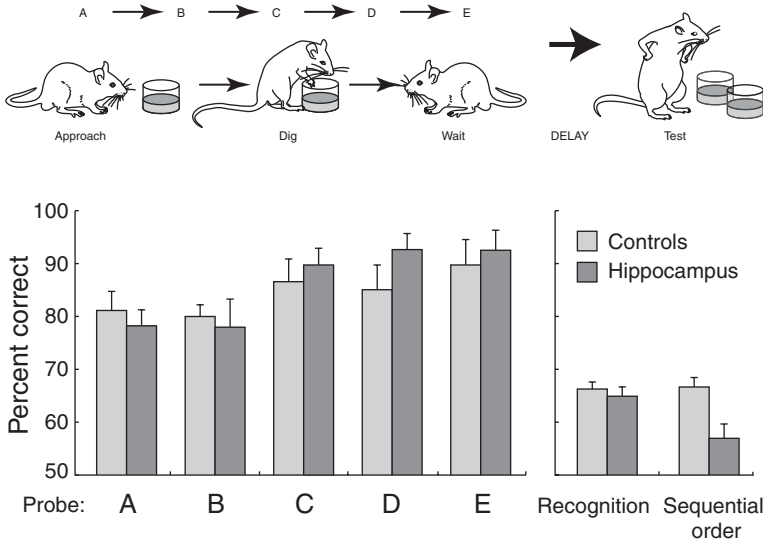 A B C D E
Approach Dig Wait DELAY Test
100
90
80
70
60
50
Percent correct
Controls
Hippocampus
Probe: A B C D E
Recognition Sequential
order